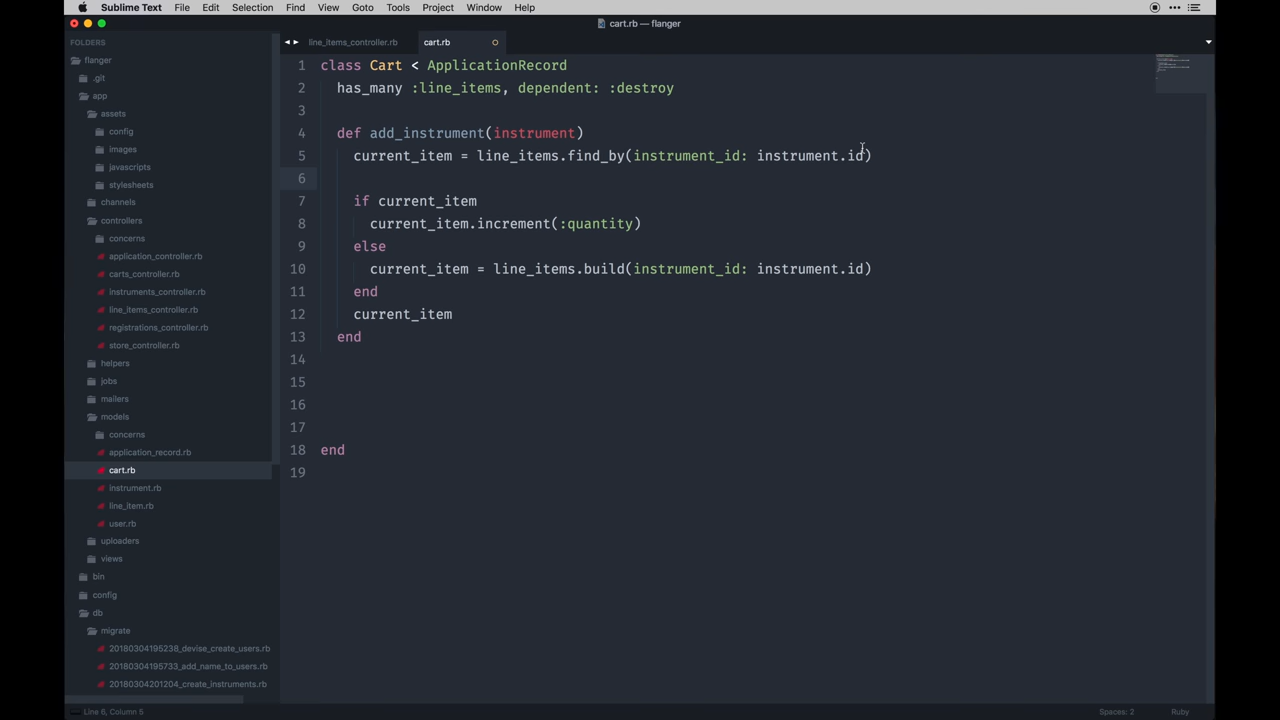 Sublime Text File Edit Selection Find View Goto Tools Project Window Help
cart.rb — flanger
FOLDERS
flanger
.git
app
assets
config
images
javascripts
stylesheets
channels
controllers
concerns
application_controller.rb
carts_controller.rb
instruments_controller.rb
line_items_controller.rb
registrations_controller.rb
store_controller.rb
helpers
jobs
mailers
models
concerns
application_record.rb
cart.rb
instrument.rb
line_item.rb
user.rb
uploaders
views
bin
config
db
migrate
20180304195238_devise_create_users.rb
20180304195733_add_name_to_users.rb
20180304201204_create_instruments.rb
line_items_controller.rb cart.rb
1 class Cart < ApplicationRecord
2 has_many :line_items, dependent: :destroy
3
4 def add_instrument(instrument)
5 current_item = line_items.find_by(instrument_id: instrument.id)
6
7 if current_item
8 current_item.increment(:quantity)
9 else
10 current_item = line_items.build(instrument_id: instrument.id)
11 end
12 current_item
13 end
14
15
16
17
18 end
19
Line 6, Column 5 Spaces: 2 Ruby